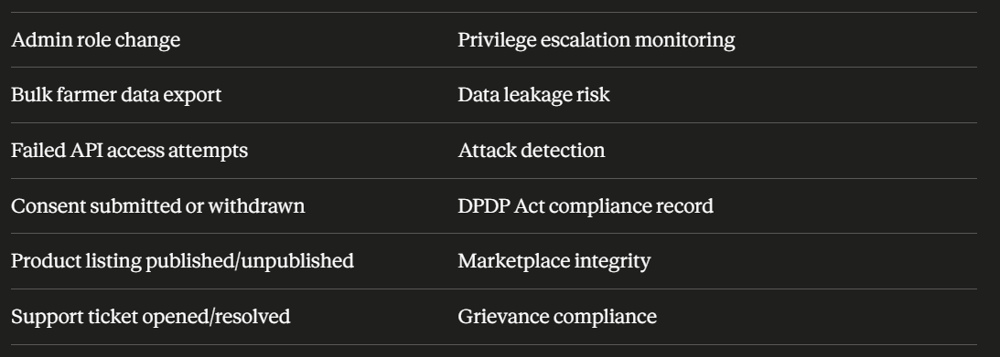 Admin role change Privilege escalation monitoring
Bulk farmer data export Data leakage risk
Failed API access attempts Attack detection
Consent submitted or withdrawn DPDP Act compliance record
Product listing published/unpublished Marketplace integrity
Support ticket opened/resolved Grievance compliance